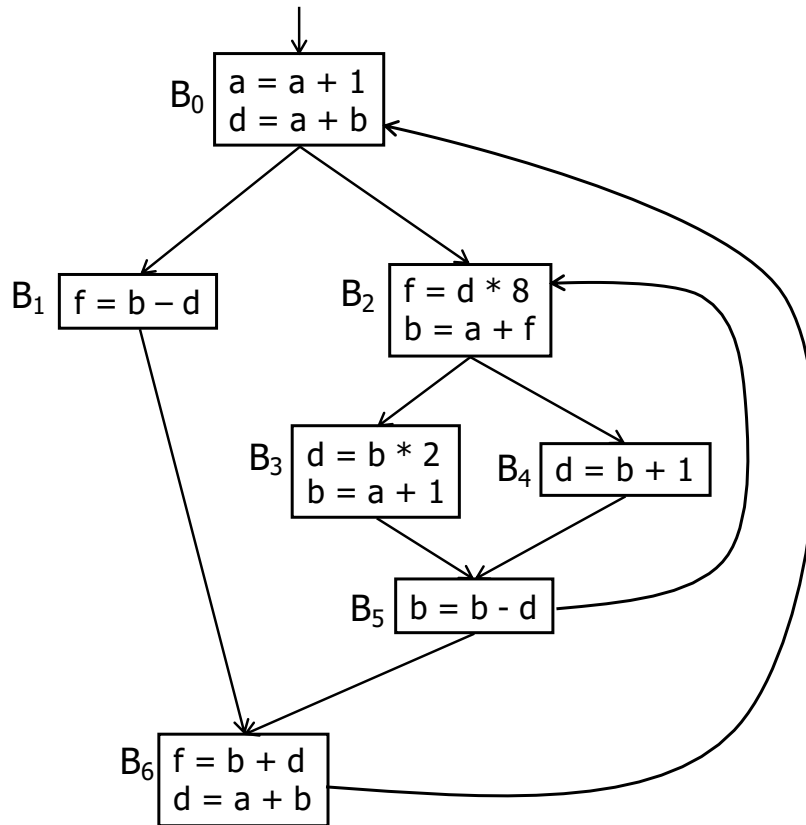 B₀
a = a + 1
d = a + b
B₁
f = b – d
B₂
f = d * 8
b = a + f
B₃
d = b * 2
b = a + 1
B₄
d = b + 1
B₅
b = b - d
B₆
f = b + d
d = a + b